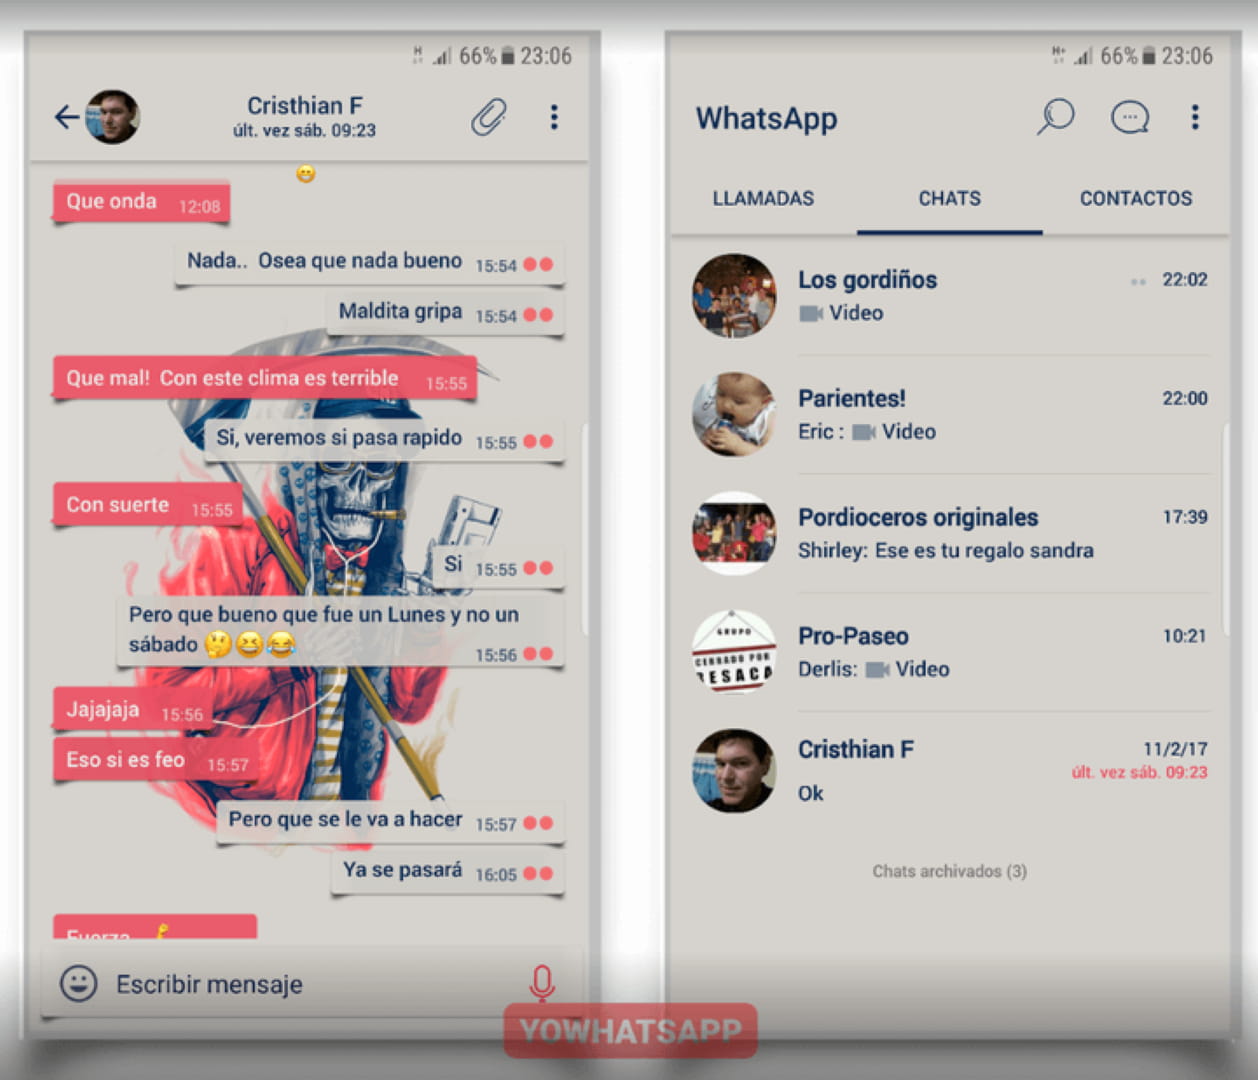 66% 23:06
Cristhian F
últ. vez sáb. 09:23
Que onda 12:08
Nada.. Osea que nada bueno 15:54
Maldita gripa 15:54
Que mal! Con este clima es terrible 15:55
Si, veremos si pasa rapido 15:55
Con suerte 15:55
Si 15:55
Pero que bueno que fue un Lunes y no un
sábado 🤔😆😂 15:56
Jajajaja 15:56
Eso si es feo 15:57
Pero que se le va a hacer 15:57
Ya se pasará 16:05
Fuerza
Escribir mensaje
H+ 66% 23:06
WhatsApp
LLAMADAS CHATS CONTACTOS
Los gordiños 22:02
Video
Parientes! 22:00
Eric : Video
Pordioceros originales 17:39
Shirley: Ese es tu regalo sandra
GRUPO
CERRADO POR
RESACA
Pro-Paseo 10:21
Derlis: Video
Cristhian F 11/2/17
últ. vez sáb. 09:23
Ok
Chats archivados (3)
YOWHATSAPP